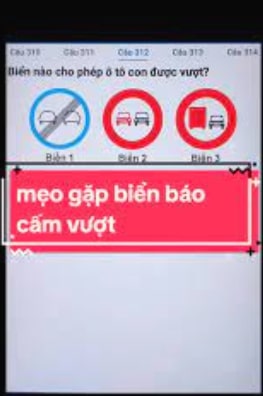 Câu 310 Câu 311 Câu 312 Câu 313 Câu 314
Biển nào cho phép ô tô con được vượt?
Biển 1 Biển 2 Biển 3
mẹo gặp biển báo
cấm vượt